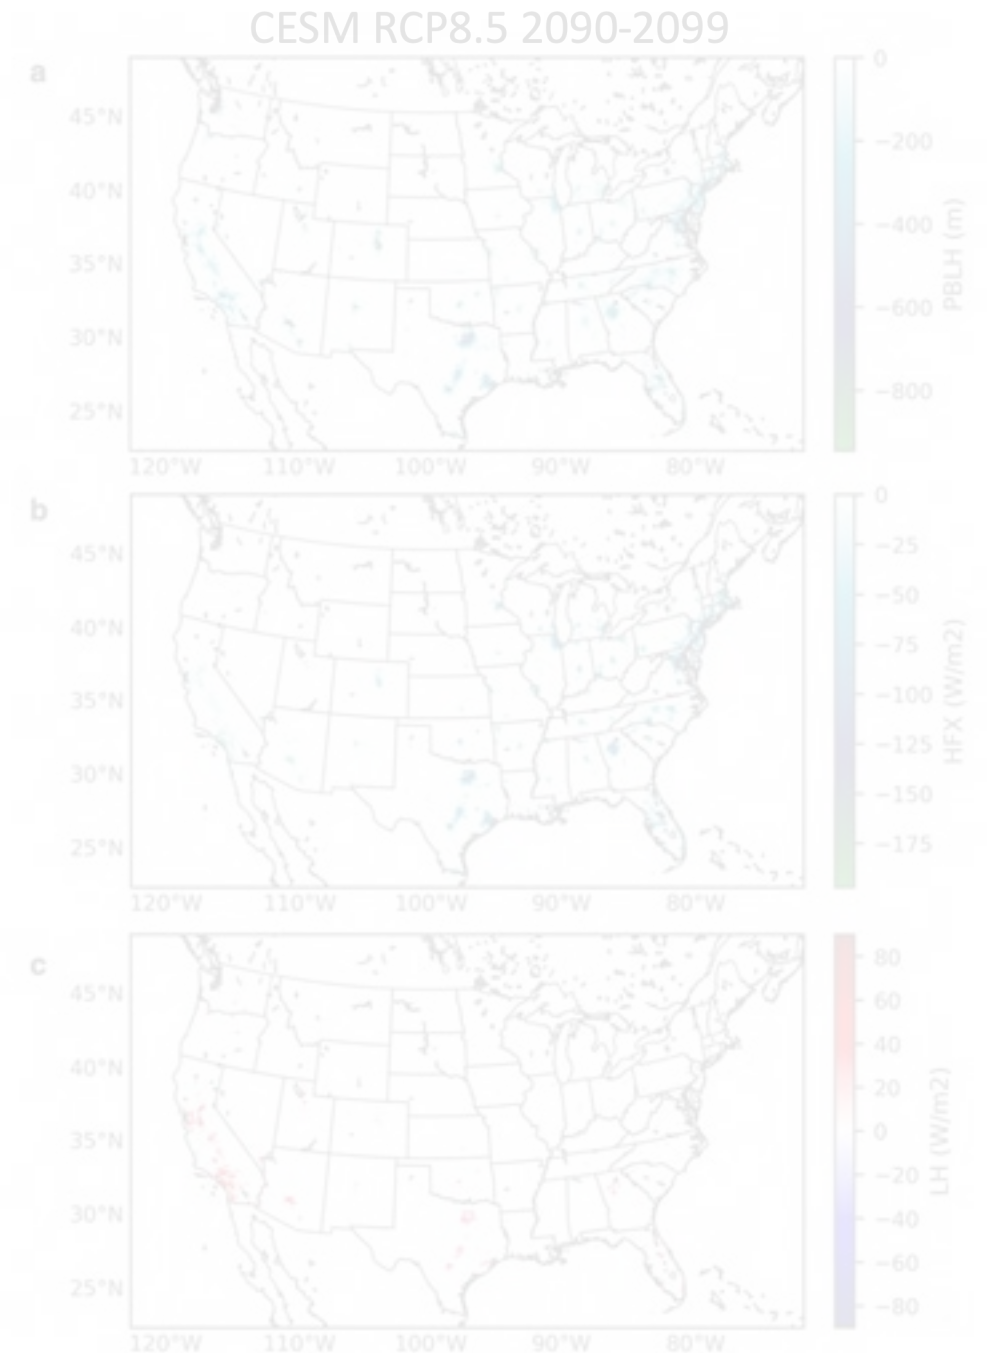 CESM RCP8.5 2090-2099
a
45°N
40°N
35°N
30°N
25°N
120°W 110°W 100°W 90°W 80°W
0
−200
−400
−600
−800
PBLH (m)
b
45°N
40°N
35°N
30°N
25°N
120°W 110°W 100°W 90°W 80°W
0
−25
−50
−75
−100
−125
−150
−175
HFX (W/m2)
c
45°N
40°N
35°N
30°N
25°N
120°W 110°W 100°W 90°W 80°W
80
60
40
20
0
−20
−40
−60
−80
LH (W/m2)